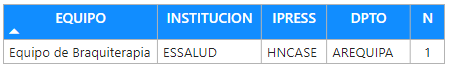 EQUIPO INSTITUCION IPRESS DPTO N
Equipo de Braquiterapia ESSALUD HNCASE AREQUIPA 1